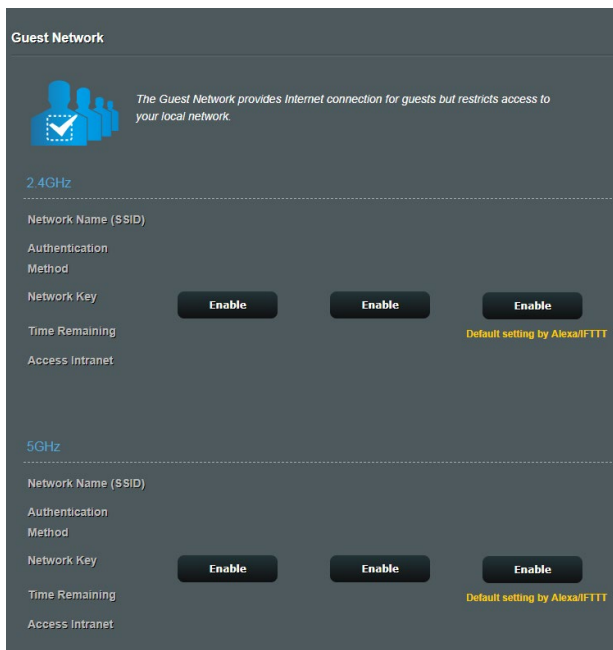 Guest Network
The Guest Network provides Internet connection for guests but restricts access to
your local network.
2.4GHz
Network Name (SSID)
Authentication
Method
Network Key
Enable Enable Enable
Time Remaining
Default setting by Alexa/IFTTT
Access Intranet
5GHz
Network Name (SSID)
Authentication
Method
Network Key
Enable Enable Enable
Time Remaining
Default setting by Alexa/IFTTT
Access Intranet